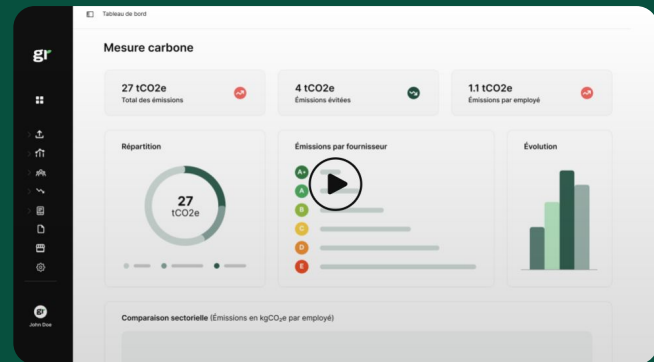 Tableau de bord
gr
Mesure carbone
27 tCO2e
Total des émissions
4 tCO2e
Émissions évitées
1.1 tCO2e
Émissions par employé
Répartition
27
tCO2e
Émissions par fournisseur
A+
A
B
C
D
E
Évolution
gr
John Doe
Comparaison sectorielle (Émissions en kgCO₂e par employé)